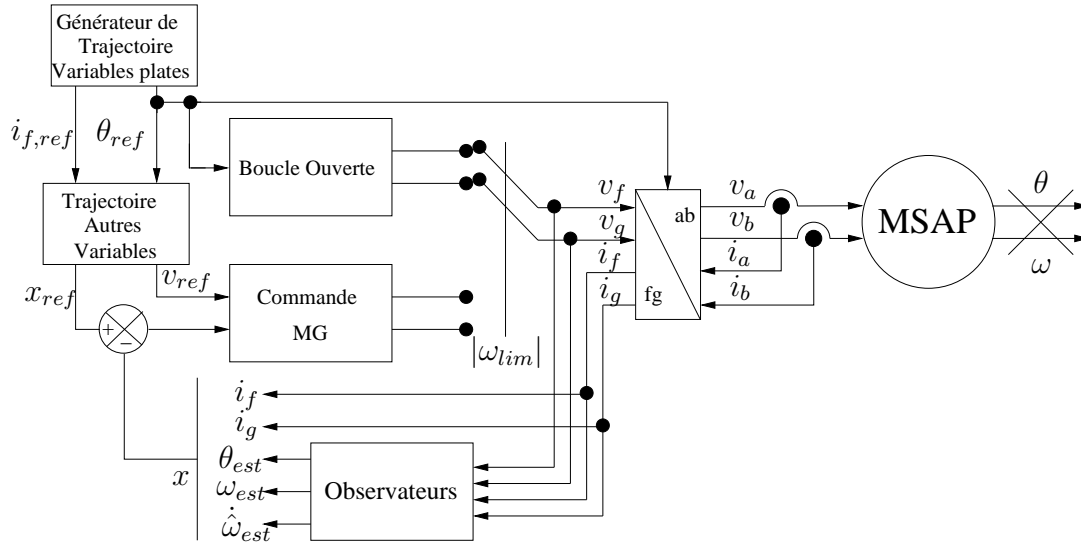 Générateur de
Trajectoire
Variables plates
i_{f,ref}
θ_{ref}
Boucle Ouverte
Trajectoire
Autres
Variables
x_{ref}
v_{ref}
Commande
MG
+
−
|ω_{lim}|
v_f
v_g
i_f
i_g
ab
fg
v_a
v_b
i_a
i_b
MSAP
θ
ω
i_f
i_g
θ_{est}
ω_{est}
\dot{\hat{ω}}_{est}
x
Observateurs